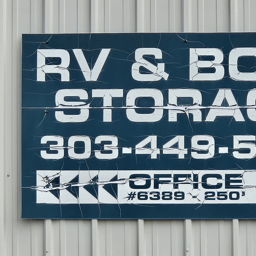 RV & BO
STORAG
303-449-5
OFFICE
#6389 250'